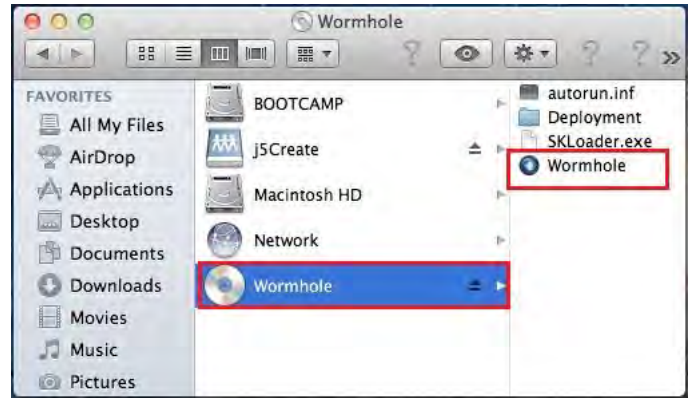 Wormhole
FAVORITES
All My Files
AirDrop
Applications
Desktop
Documents
Downloads
Movies
Music
Pictures
BOOTCAMP
j5Create
Macintosh HD
Network
Wormhole
autorun.inf
Deployment
SKLoader.exe
Wormhole